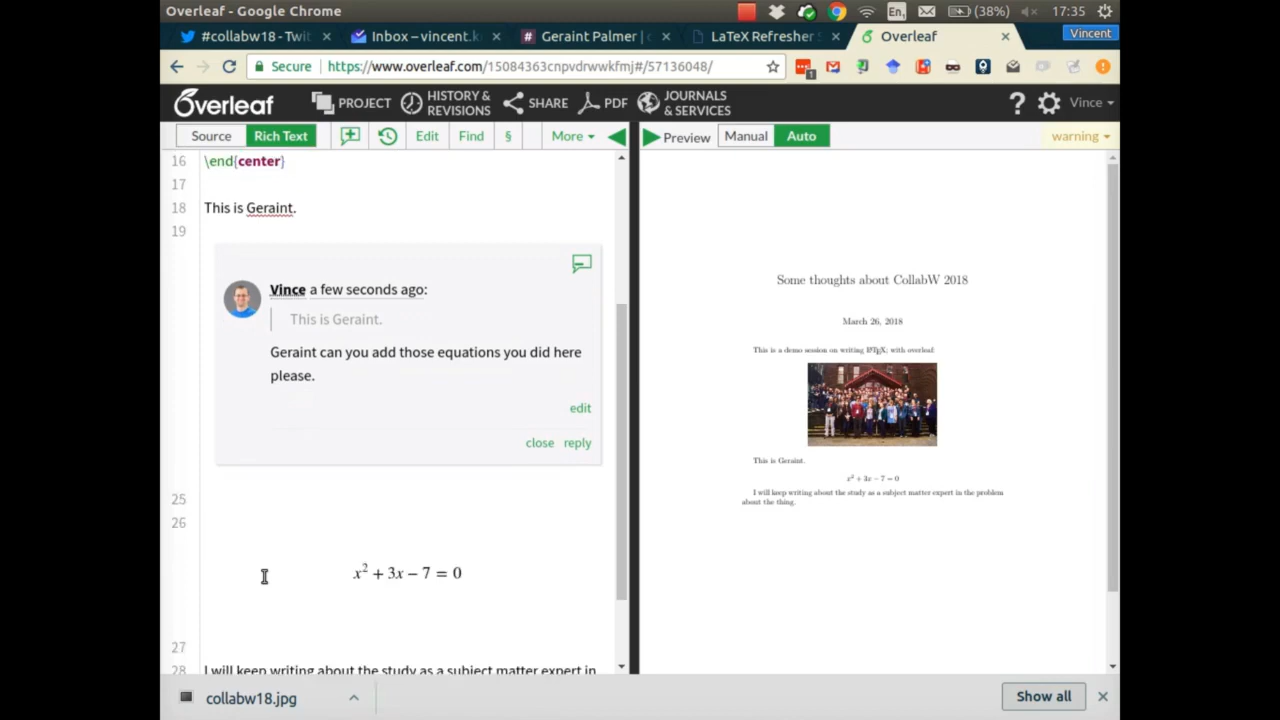 Overleaf - Google Chrome
En (38%) 17:35
#collabw18 - Twit × Inbox – vincent.k × Geraint Palmer | × LaTeX Refresher × Overleaf × Vincent
Secure | https://www.overleaf.com/15084363cnpvdrwwkfmj#/57136048/
Overleaf PROJECT HISTORY & REVISIONS SHARE PDF JOURNALS & SERVICES ? Vince
Source Rich Text Edit Find § More Preview Manual Auto warning
16 \end{center}
17
18 This is Geraint.
19
Vince a few seconds ago:
This is Geraint.
Geraint can you add those equations you did here
please.
edit
close reply
25
26
x² + 3x − 7 = 0
27
28 I will keep writing about the study as a subject matter expert in
Some thoughts about CollabW 2018
March 26, 2018
This is a demo session on writing LATEX; with overleaf:
This is Geraint.
x² + 3x − 7 = 0
I will keep writing about the study as a subject matter expert in the problem
about the thing.
collabw18.jpg Show all ×